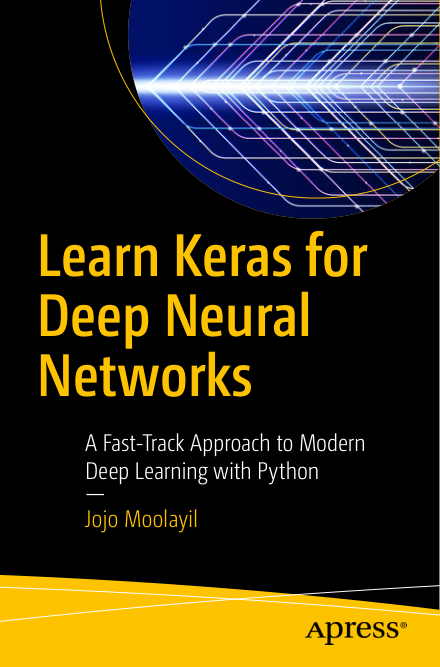 Learn Keras for
Deep Neural
Networks
A Fast-Track Approach to Modern
Deep Learning with Python
—
Jojo Moolayil
Apress®